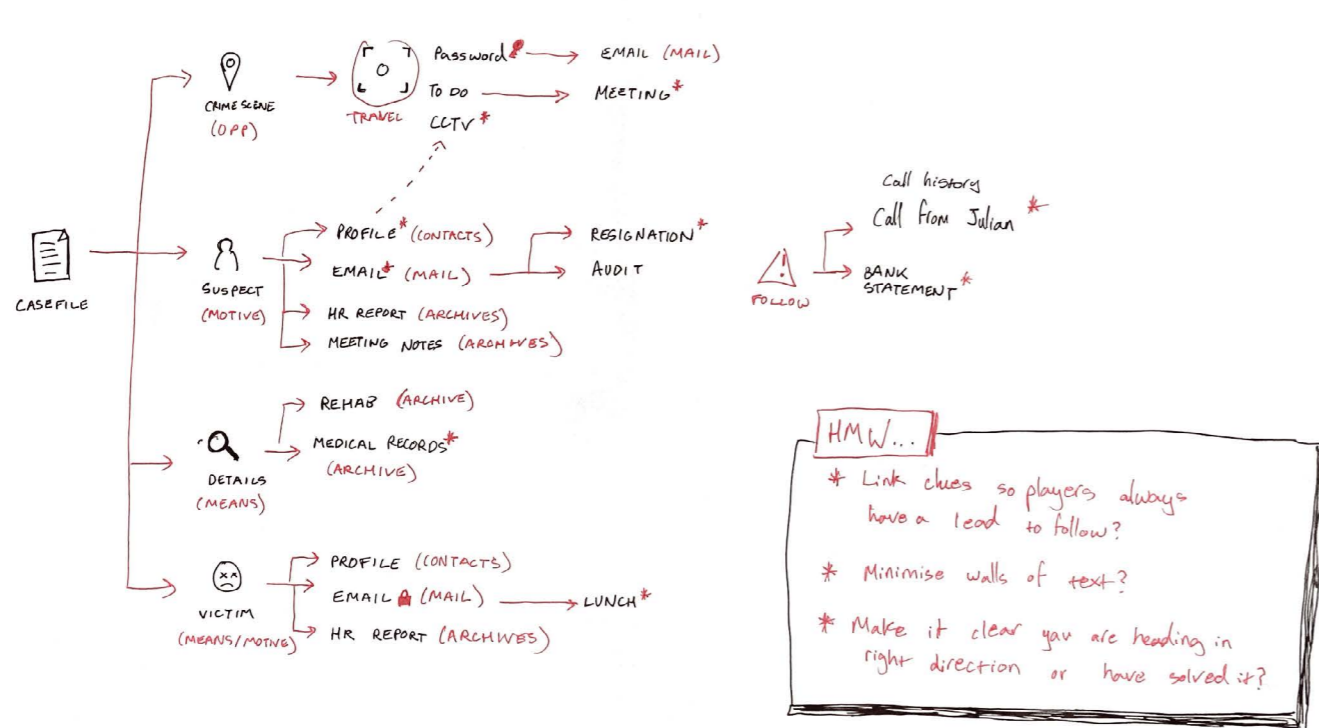 Password → EMAIL (MAIL)
CRIME SCENE
(OPP)
TRAVEL
TO DO → MEETING*
CCTV *
CASEFILE
SUSPECT
(MOTIVE)
PROFILE* (CONTACTS)
EMAIL* (MAIL)
RESIGNATION*
AUDIT
HR REPORT (ARCHIVES)
MEETING NOTES (ARCHIVES)
Call history
Call from Julian *
FOLLOW
BANK
STATEMENT *
DETAILS
(MEANS)
REHAB (ARCHIVE)
MEDICAL RECORDS*
(ARCHIVE)
VICTIM
(MEANS/MOTIVE)
PROFILE (CONTACTS)
EMAIL (MAIL) → LUNCH*
HR REPORT (ARCHIVES)
HMW...
* Link clues so players always
have a lead to follow?
* Minimise walls of text?
* Make it clear you are heading in
right direction or have solved it?